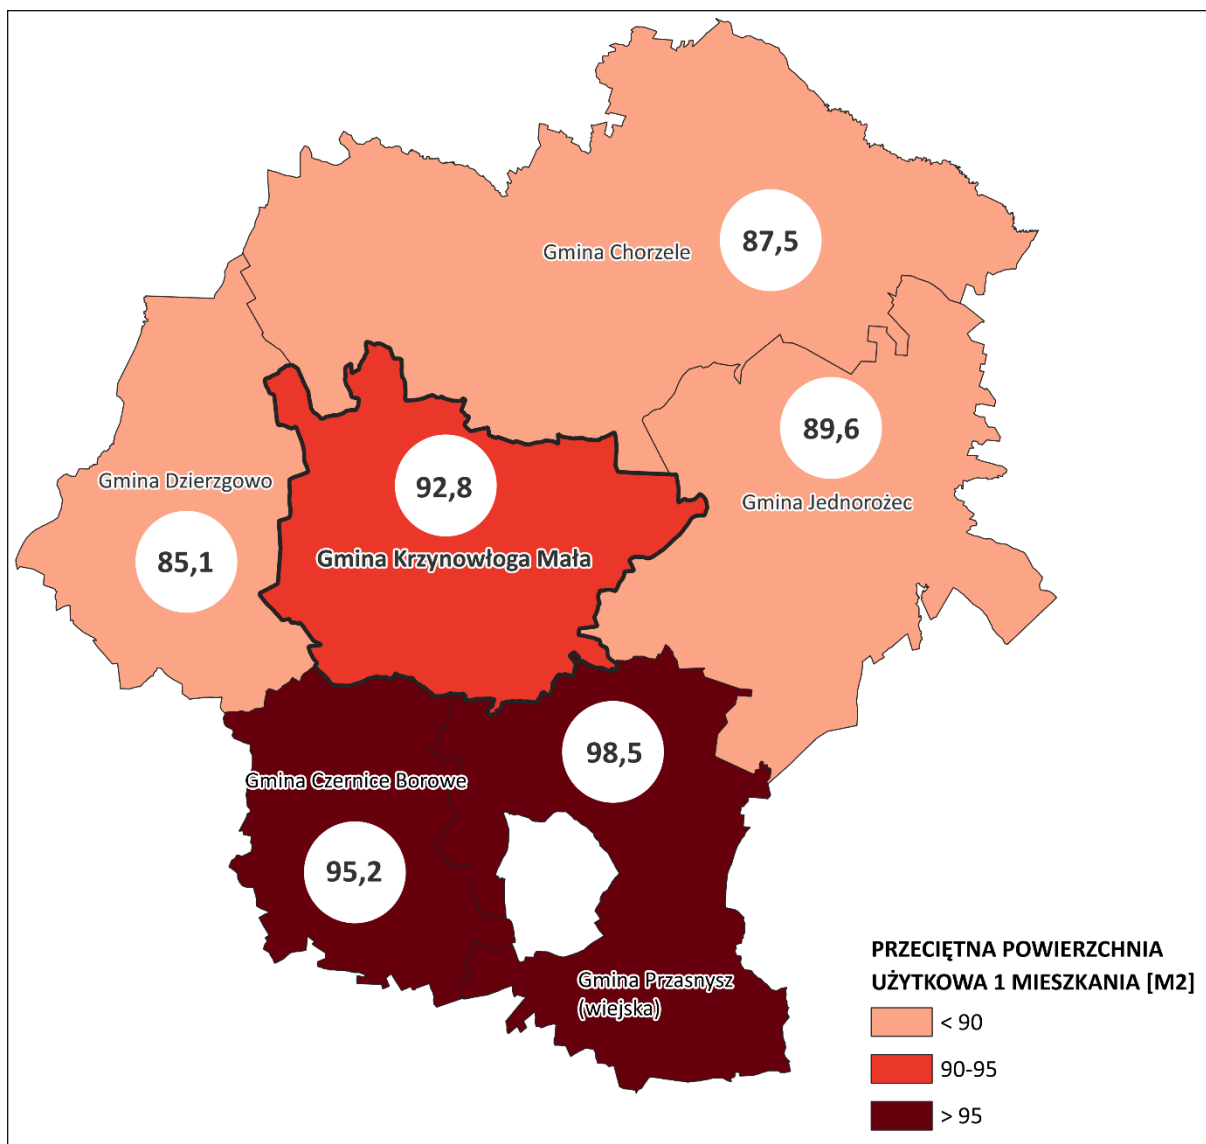 Gmina Chorzele
87,5
89,6
Gmina Jednorożec
Gmina Dzierzgowo
85,1
92,8
Gmina Krzynowłoga Mała
98,5
Gmina Czernice Borowe
95,2
Gmina Przasnysz
(wiejska)
PRZECIĘTNA POWIERZCHNIA
UŻYTKOWA 1 MIESZKANIA [M2]
< 90
90-95
> 95